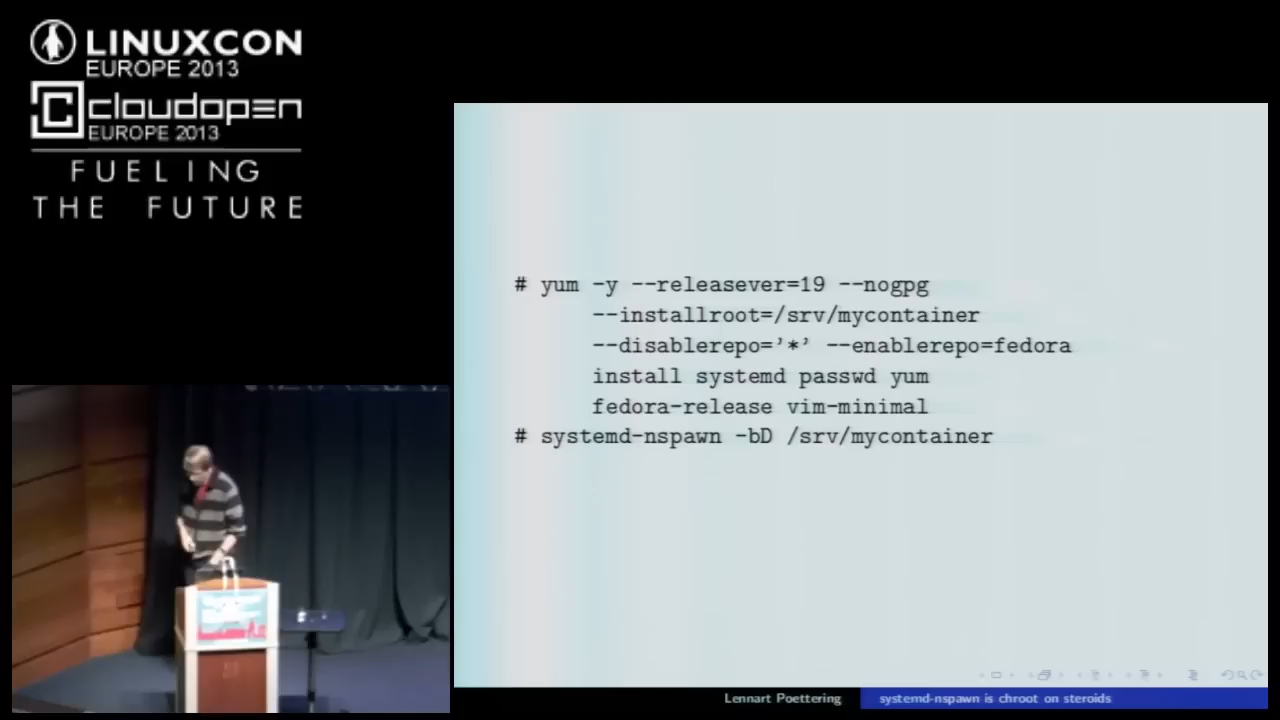 LINUXCON
EUROPE 2013
cloudopen
EUROPE 2013
FUELING
THE FUTURE
# yum -y --releasever=19 --nogpg
--installroot=/srv/mycontainer
--disablerepo='*' --enablerepo=fedora
install systemd passwd yum
fedora-release vim-minimal
# systemd-nspawn -bD /srv/mycontainer
Lennart Poettering
systemd-nspawn is chroot on steroids